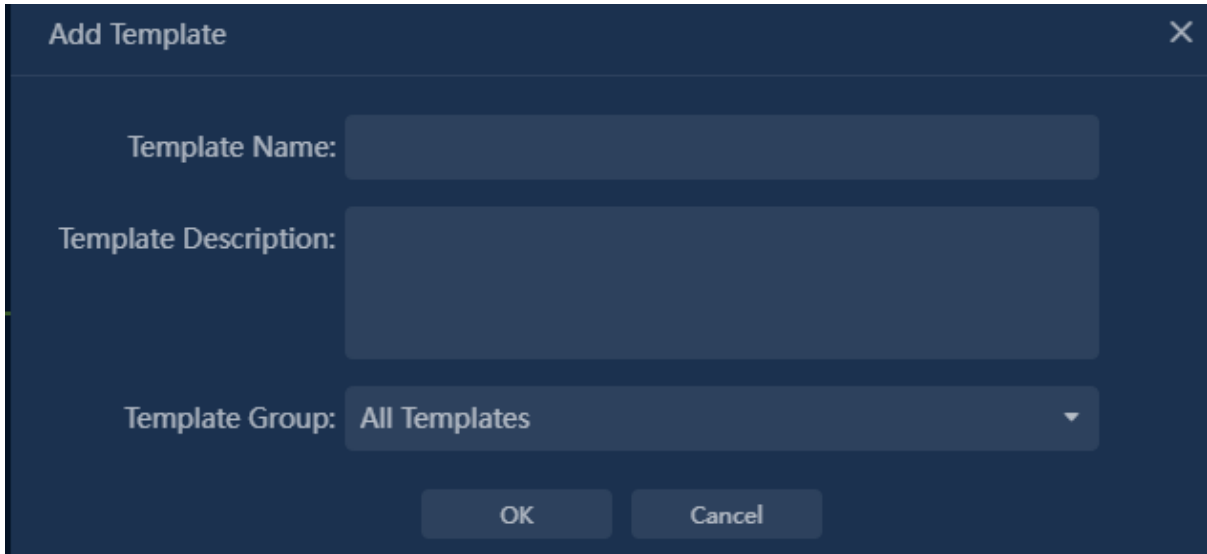 Add Template
Template Name:
Template Description:
Template Group: All Templates
OK Cancel